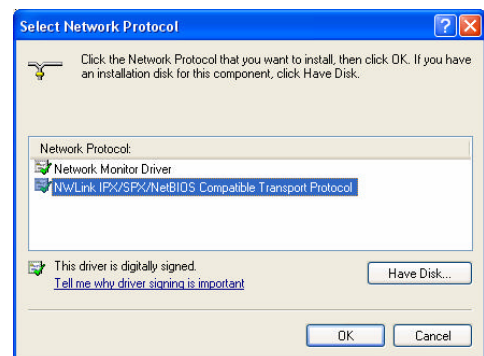 Select Network Protocol
Click the Network Protocol that you want to install, then click OK. If you have
an installation disk for this component, click Have Disk.
Network Protocol:
Network Monitor Driver
NWLink IPX/SPX/NetBIOS Compatible Transport Protocol
This driver is digitally signed.
Tell me why driver signing is important
Have Disk...
OK
Cancel